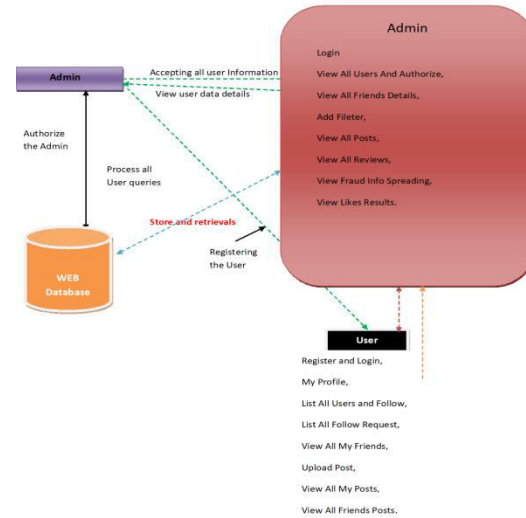 Admin
Login
View All Users And Authorize,
View All Friends Details,
Add Fileter,
View All Posts,
View All Reviews,
View Fraud Info Spreading,
View Likes Results.
Admin
Accepting all user Information
View user data details
Authorize
the Admin
Process all
User queries
Store and retrievals
WEB
Database
Registering
the User
User
Register and Login,
My Profile,
List All Users and Follow,
List All Follow Request,
View All My Friends,
Upload Post,
View All My Posts,
View All Friends Posts.